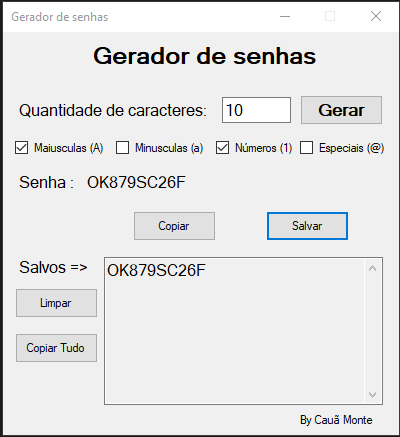 Gerador de senhas
Gerador de senhas
Quantidade de caracteres: 10 Gerar
Maiusculas (A) Minusculas (a) Números (1) Especiais (@)
Senha : OK879SC26F
Copiar Salvar
Salvos => OK879SC26F
Limpar
Copiar Tudo
By Cauã Monte